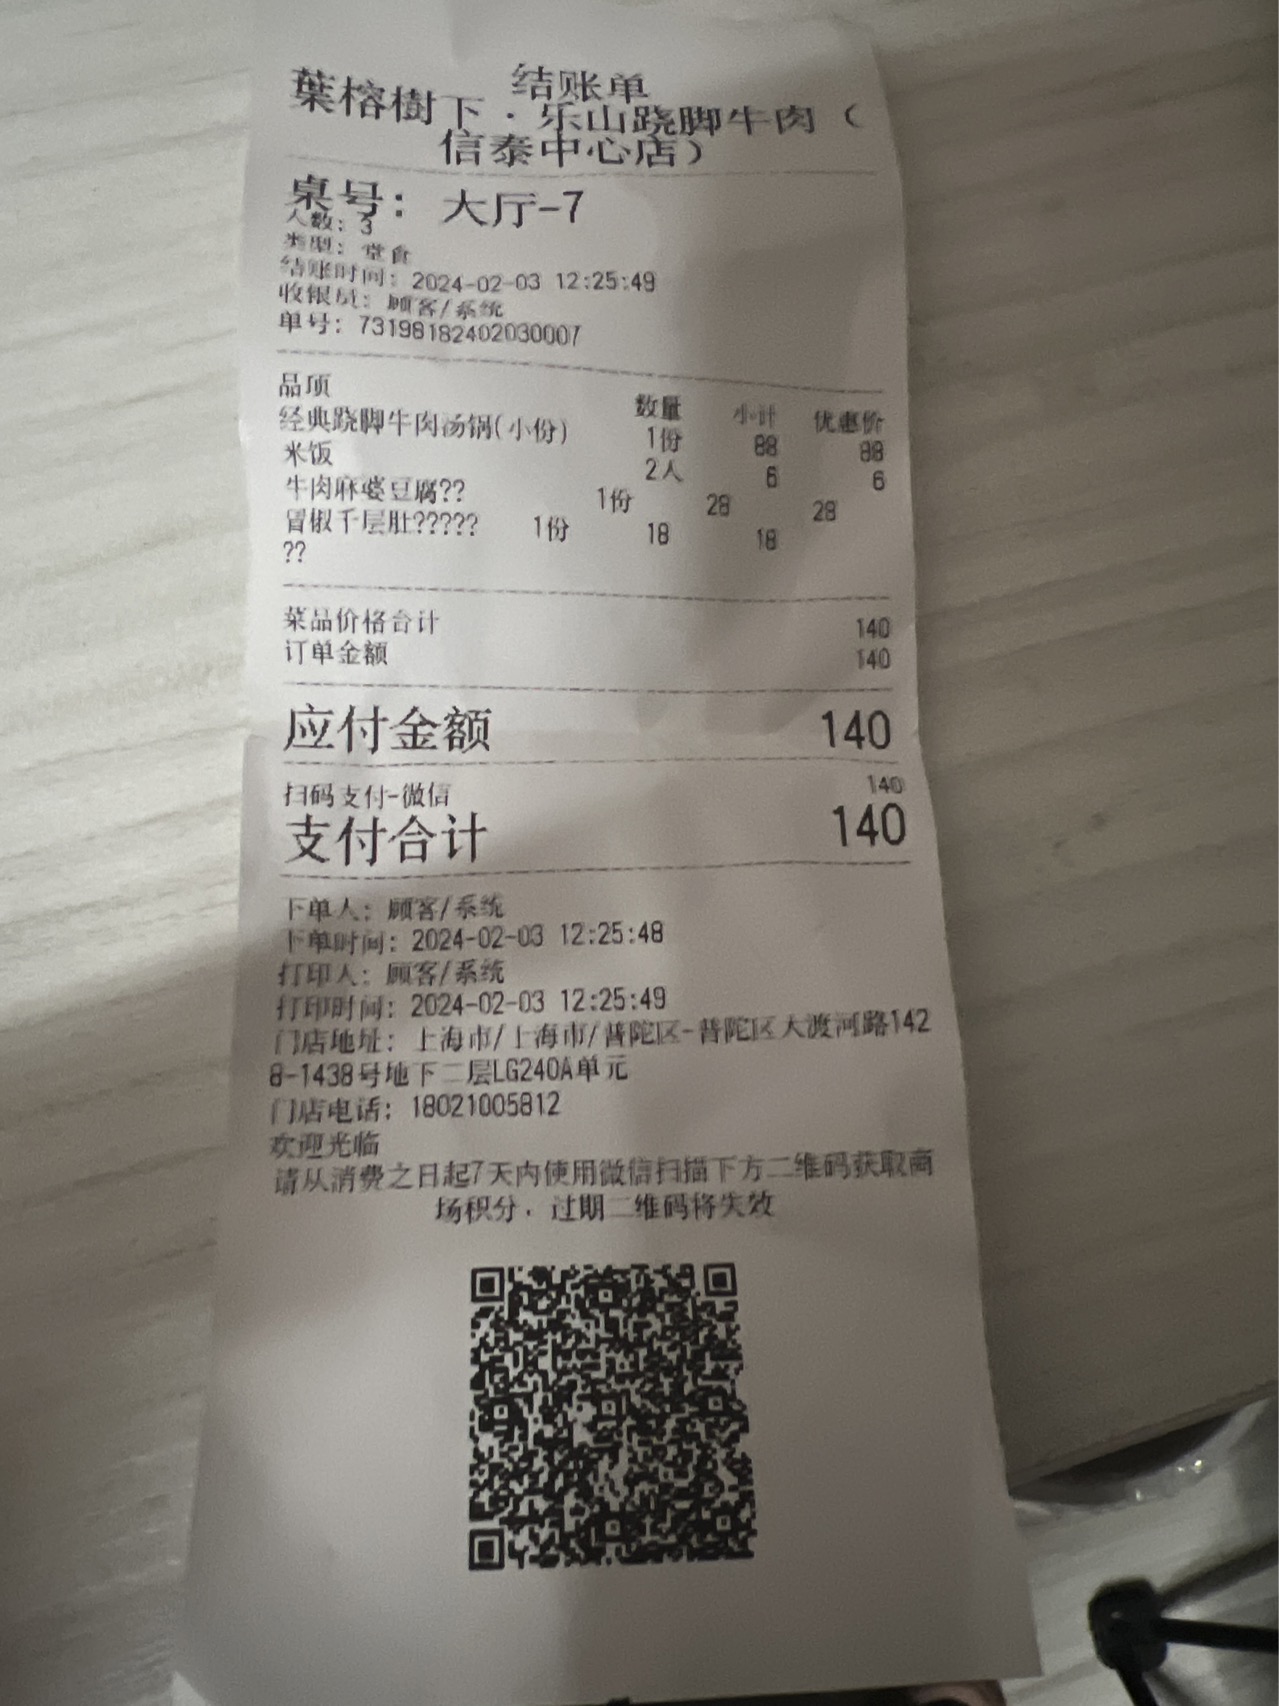 结账单
葉榕樹下·乐山跷脚牛肉（
信泰中心店）
桌号： 大厅-7
人数：3
类型：堂食
结账时间：2024-02-03 12:25:49
收银员：顾客/系统
单号：73198182402030007
品项 数量 小计 优惠价
经典跷脚牛肉汤锅(小份) 1份 88 88
米饭 2人 6 6
牛肉麻婆豆腐?? 1份 28 28
冒椒千层肚????? 1份 18 18
??
菜品价格合计 140
订单金额 140
应付金额 140
扫码支付-微信 140
支付合计 140
下单人：顾客/系统
下单时间：2024-02-03 12:25:48
打印人：顾客/系统
打印时间：2024-02-03 12:25:49
门店地址：上海市/上海市/普陀区-普陀区大渡河路142
8-1438号地下二层LG240A单元
门店电话：18021005812
欢迎光临
请从消费之日起7天内使用微信扫描下方二维码获取商
场积分，过期二维码将失效